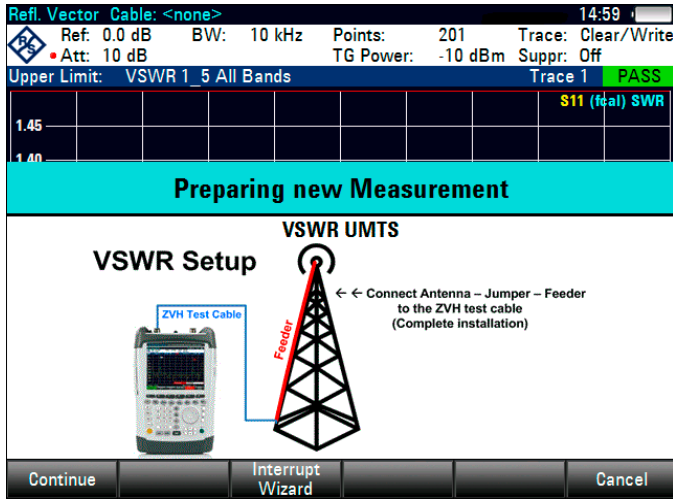 Refl. Vector Cable: <none> 14:59
Ref: 0.0 dB BW: 10 kHz Points: 201 Trace: Clear/Write
Att: 10 dB TG Power: -10 dBm Suppr: Off
Upper Limit: VSWR 1_5 All Bands Trace 1 PASS
S11 (fcal) SWR
1.45
1.40
Preparing new Measurement
VSWR UMTS
VSWR Setup
← ← Connect Antenna – Jumper – Feeder
to the ZVH test cable
(Complete installation)
ZVH Test Cable
Feeder
Continue
Interrupt
Wizard
Cancel